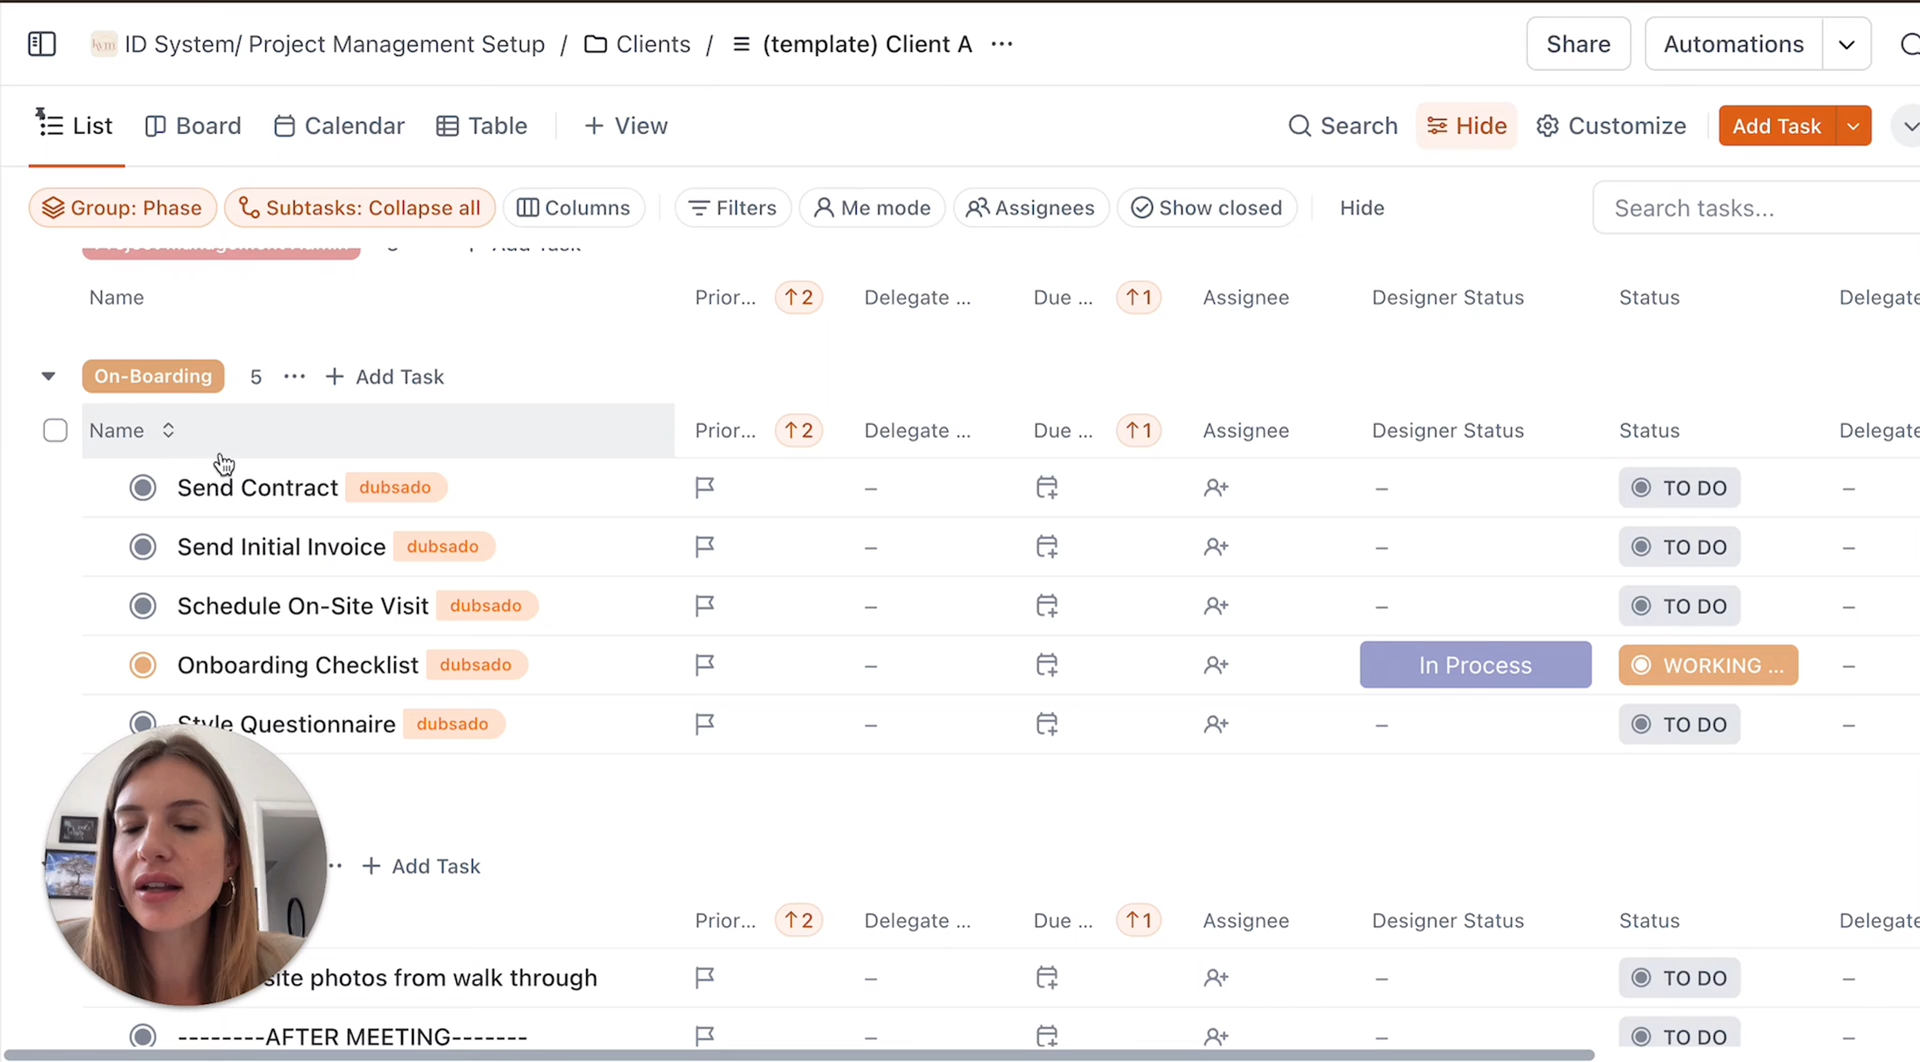 kvm ID System/ Project Management Setup / Clients / (template) Client A ... Share Automations
List Board Calendar Table + View Search Hide Customize Add Task
Group: Phase Subtasks: Collapse all Columns Filters Me mode Assignees Show closed Hide Search tasks...
Add Task
Name Prior... ↑2 Delegate ... Due ... ↑1 Assignee Designer Status Status Delegate
On-Boarding 5 ... + Add Task
Name Prior... ↑2 Delegate ... Due ... ↑1 Assignee Designer Status Status Delegate
Send Contract dubsado – – TO DO –
Send Initial Invoice dubsado – – TO DO –
Schedule On-Site Visit dubsado – – TO DO –
Onboarding Checklist dubsado – In Process WORKING ... –
Style Questionnaire dubsado – – TO DO –
+ Add Task
Prior... ↑2 Delegate ... Due ... ↑1 Assignee Designer Status Status Delegate
site photos from walk through – – TO DO –
--------AFTER MEETING------- – – TO DO –